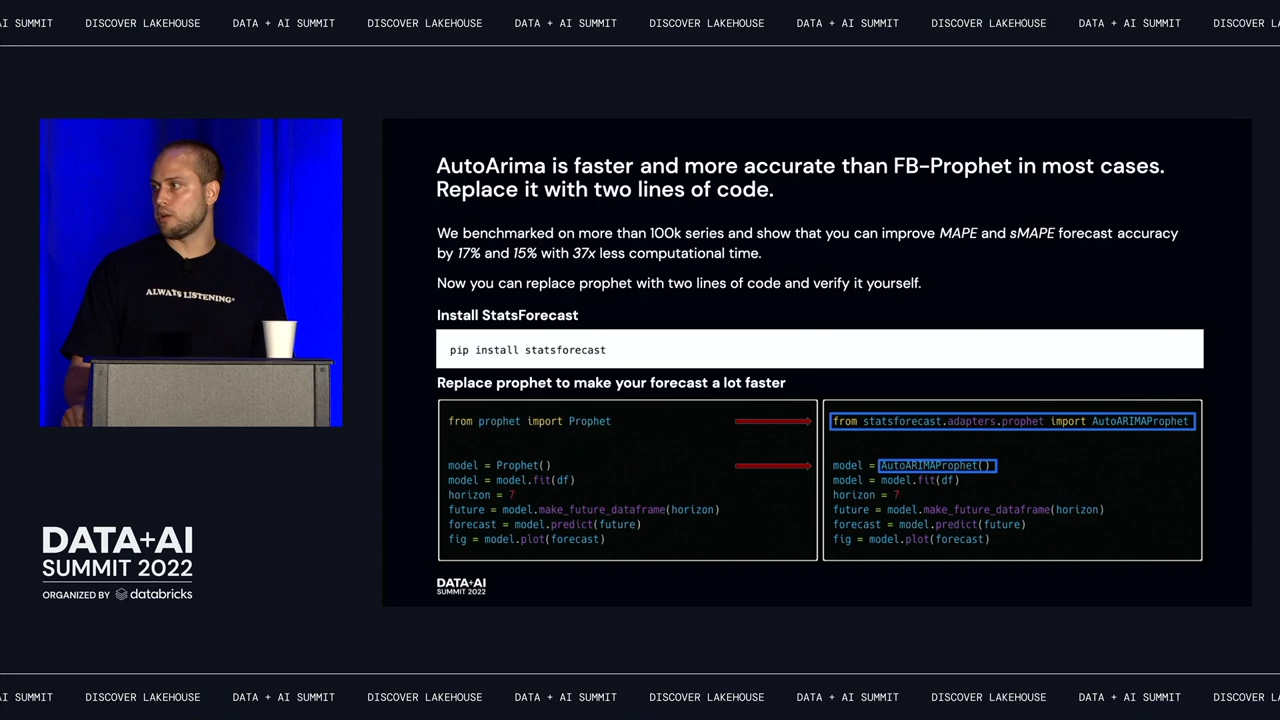 AI SUMMIT DISCOVER LAKEHOUSE DATA + AI SUMMIT DISCOVER LAKEHOUSE DATA + AI SUMMIT DISCOVER LAKEHOUSE DATA + AI SUMMIT DISCOVER LAKEHOUSE DATA + AI SUMMIT DISCOVER
ALWAYS LISTENING®
DATA+AI
SUMMIT 2022
ORGANIZED BY databricks
AutoArima is faster and more accurate than FB-Prophet in most cases.
Replace it with two lines of code.
We benchmarked on more than 100k series and show that you can improve MAPE and sMAPE forecast accuracy
by 17% and 15% with 37x less computational time.
Now you can replace prophet with two lines of code and verify it yourself.
Install StatsForecast
pip install statsforecast
Replace prophet to make your forecast a lot faster
from prophet import Prophet
model = Prophet()
model = model.fit(df)
horizon = 7
future = model.make_future_dataframe(horizon)
forecast = model.predict(future)
fig = model.plot(forecast)
from statsforecast.adapters.prophet import AutoARIMAProphet
model = AutoARIMAProphet()
model = model.fit(df)
horizon = 7
future = model.make_future_dataframe(horizon)
forecast = model.predict(future)
fig = model.plot(forecast)
DATA+AI
SUMMIT 2022
AI SUMMIT DISCOVER LAKEHOUSE DATA + AI SUMMIT DISCOVER LAKEHOUSE DATA + AI SUMMIT DISCOVER LAKEHOUSE DATA + AI SUMMIT DISCOVER LAKEHOUSE DATA + AI SUMMIT DISCOVER